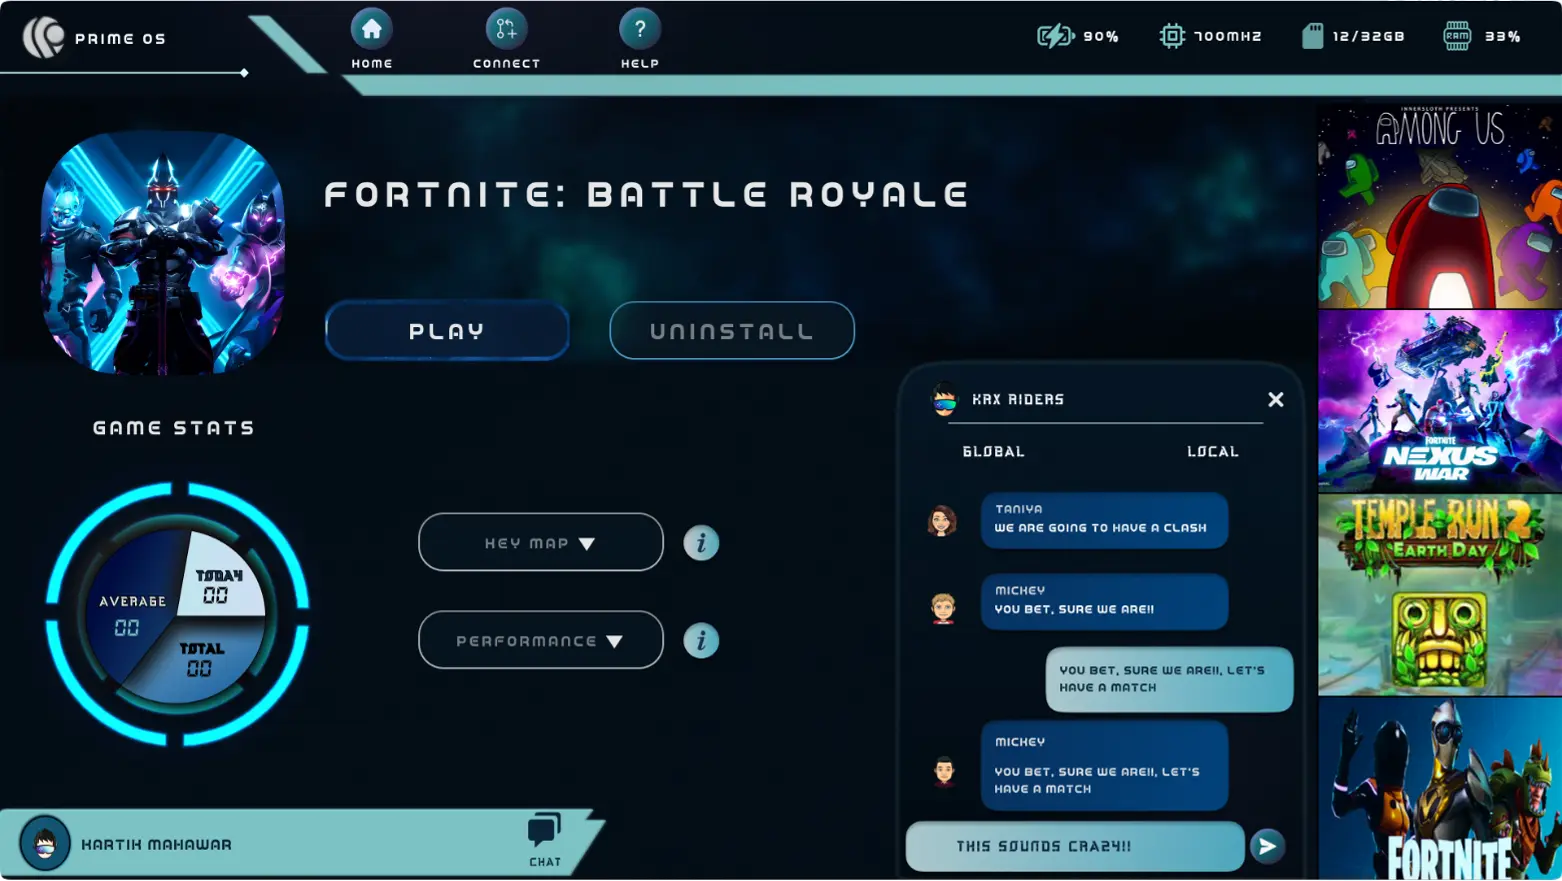 PRIME OS
HOME
CONNECT
?
HELP
90%
700MHZ
12/32GB
RAM
33%
FORTNITE: BATTLE ROYALE
PLAY
UNINSTALL
GAME STATS
AVERAGE
00
TODAY
00
TOTAL
00
KEY MAP
i
PERFORMANCE
i
KRX RIDERS
GLOBAL
LOCAL
TANIYA
WE ARE GOING TO HAVE A CLASH
MICKEY
YOU BET, SURE WE ARE!!
YOU BET, SURE WE ARE!!, LET'S
HAVE A MATCH
MICKEY
YOU BET, SURE WE ARE!!, LET'S
HAVE A MATCH
THIS SOUNDS CRAZY!!
KARTIK MAHAWAR
CHAT
INNERSLOTH PRESENTS
AMONG US
FORTNITE
NEXUS
WAR
TEMPLE RUN 2
EARTH DAY
FORTNITE